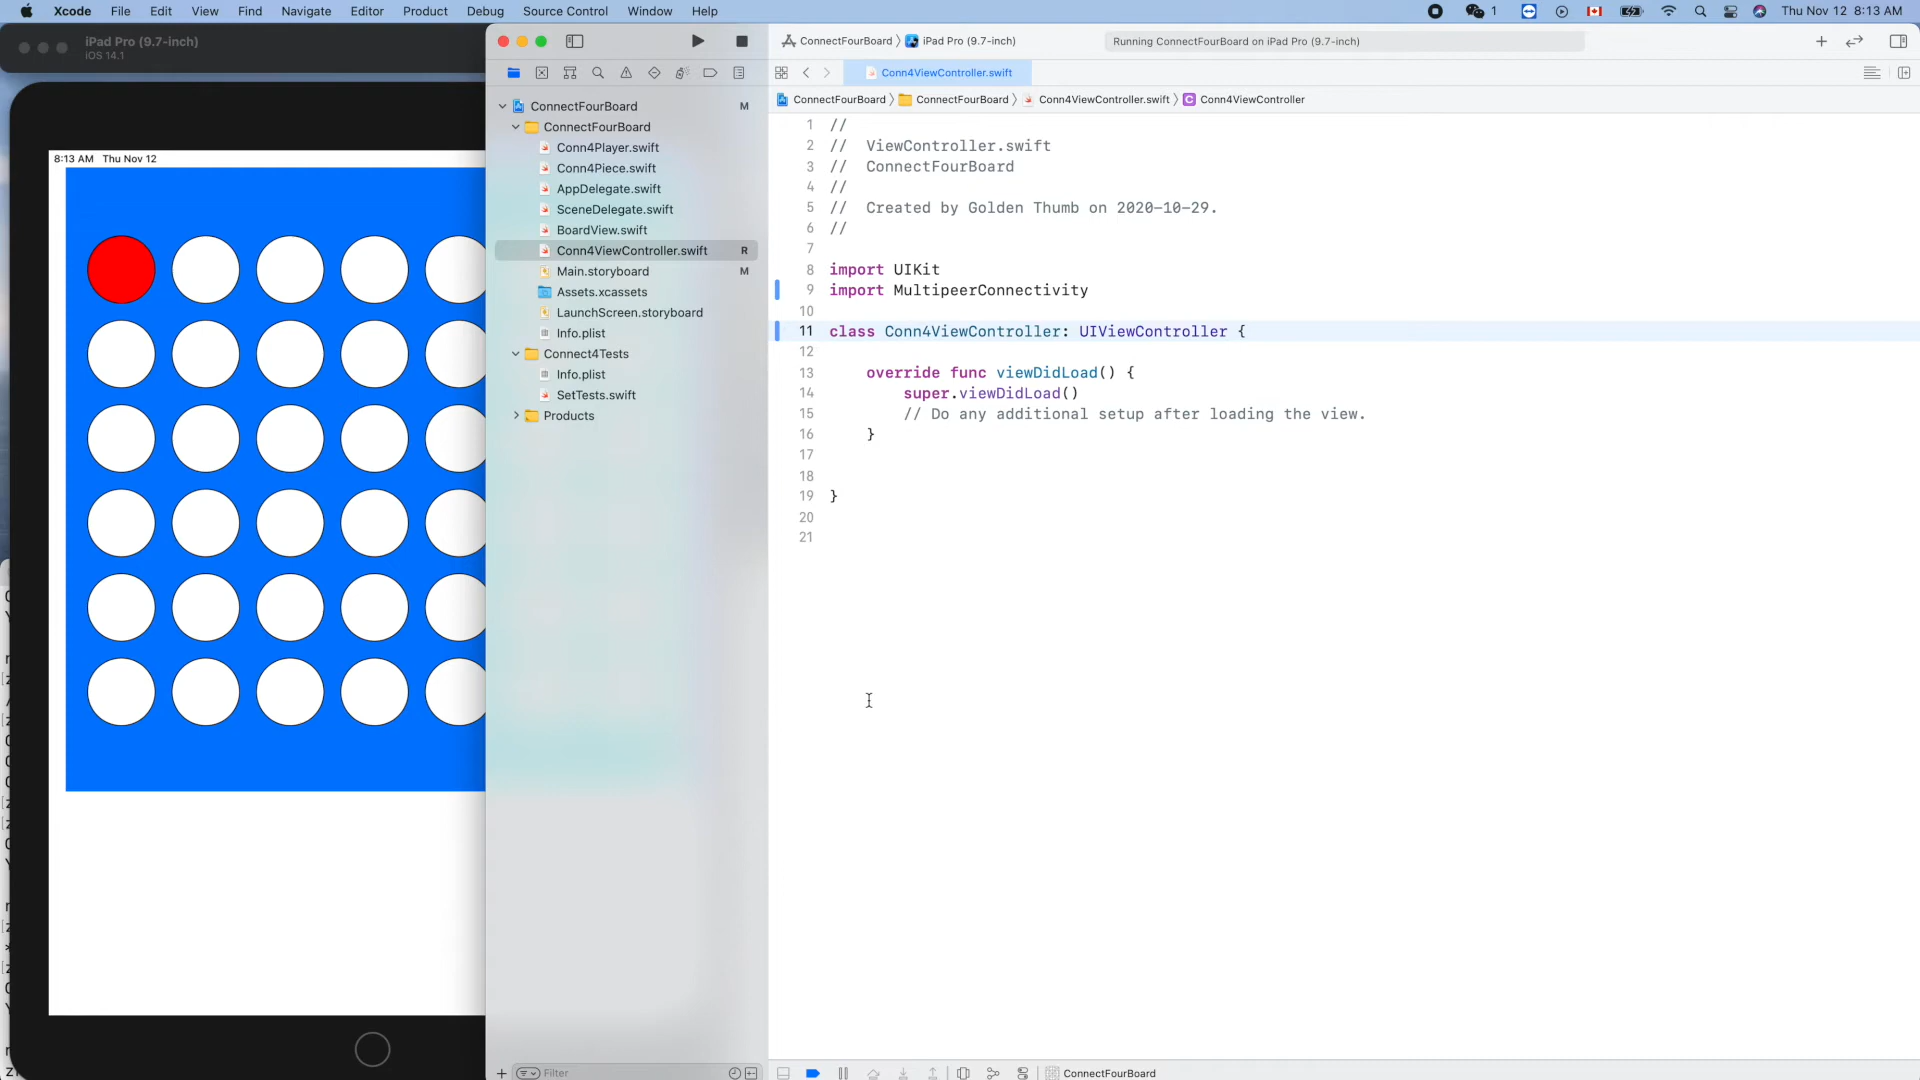 Xcode File Edit View Find Navigate Editor Product Debug Source Control Window Help
1
Thu Nov 12 8:13 AM
iPad Pro (9.7-inch)
iOS 14.1
8:13 AM Thu Nov 12
ConnectFourBoard 〉 iPad Pro (9.7-inch)
Running ConnectFourBoard on iPad Pro (9.7-inch)
Conn4ViewController.swift
ConnectFourBoard 〉 ConnectFourBoard 〉 Conn4ViewController.swift 〉 C Conn4ViewController
ConnectFourBoard M
ConnectFourBoard
Conn4Player.swift
Conn4Piece.swift
AppDelegate.swift
SceneDelegate.swift
BoardView.swift
Conn4ViewController.swift R
Main.storyboard M
Assets.xcassets
LaunchScreen.storyboard
Info.plist
Connect4Tests
Info.plist
SetTests.swift
Products
Filter
1 //
2 // ViewController.swift
3 // ConnectFourBoard
4 //
5 // Created by Golden Thumb on 2020-10-29.
6 //
7
8 import UIKit
9 import MultipeerConnectivity
10
11 class Conn4ViewController: UIViewController {
12
13 override func viewDidLoad() {
14 super.viewDidLoad()
15 // Do any additional setup after loading the view.
16 }
17
18
19 }
20
21
ConnectFourBoard